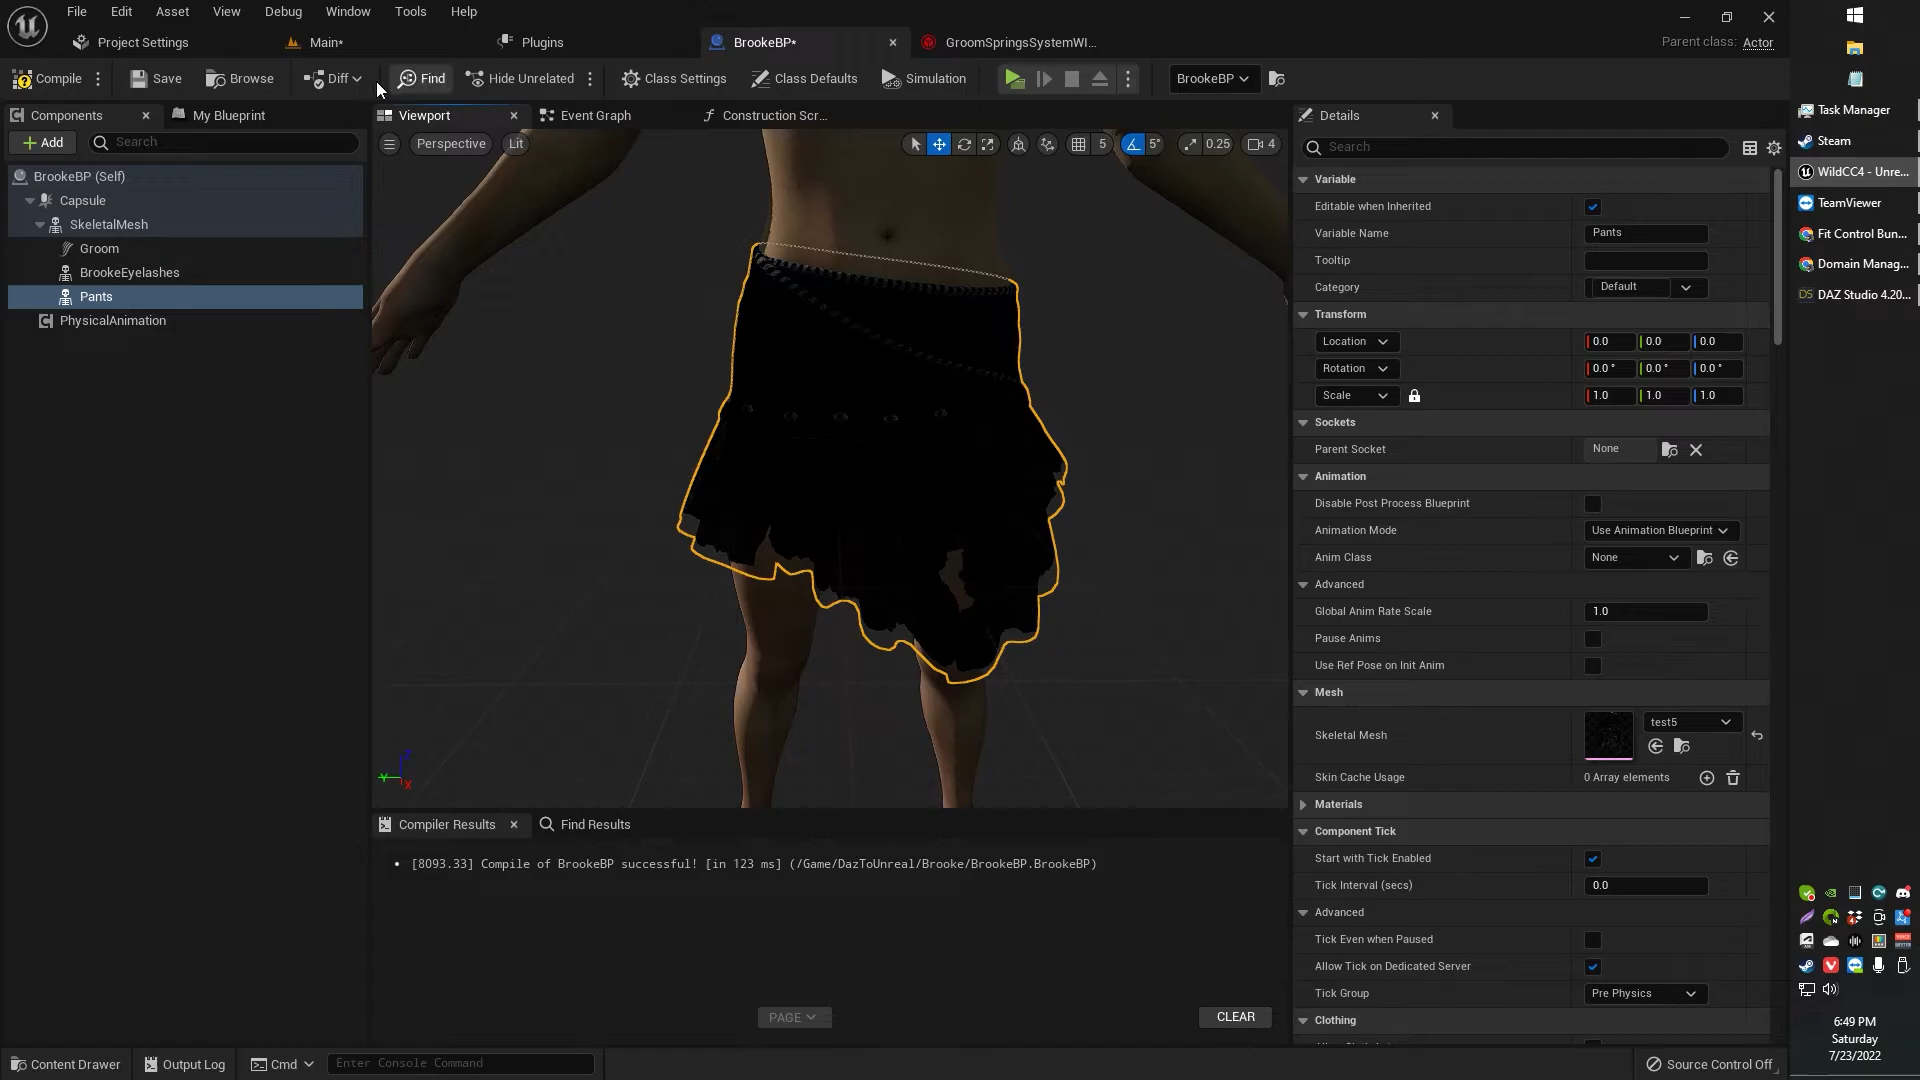 File Edit Asset View Debug Window Tools Help
Project Settings Main* Plugins BrookeBP* GroomSpringsSystemWI... Parent class: Actor
Compile Save Browse Diff Find Hide Unrelated Class Settings Class Defaults Simulation BrookeBP
Components My Blueprint
Add Search
BrookeBP (Self)
Capsule
SkeletalMesh
Groom
BrookeEyelashes
Pants
PhysicalAnimation
Viewport Event Graph Construction Scr...
Perspective Lit 5 5° 0.25 4
Y X
Compiler Results Find Results
• [8093.33] Compile of BrookeBP successful! [in 123 ms] (/Game/DazToUnreal/Brooke/BrookeBP.BrookeBP)
PAGE CLEAR
Details
Search
Variable
Editable when Inherited
Variable Name Pants
Tooltip
Category Default
Transform
Location 0.0 0.0 0.0
Rotation 0.0 ° 0.0 ° 0.0 °
Scale 1.0 1.0 1.0
Sockets
Parent Socket None
Animation
Disable Post Process Blueprint
Animation Mode Use Animation Blueprint
Anim Class None
Advanced
Global Anim Rate Scale 1.0
Pause Anims
Use Ref Pose on Init Anim
Mesh
Skeletal Mesh test5
Skin Cache Usage 0 Array elements
Materials
Component Tick
Start with Tick Enabled
Tick Interval (secs) 0.0
Advanced
Tick Even when Paused
Allow Tick on Dedicated Server
Tick Group Pre Physics
Clothing
Content Drawer Output Log Cmd Enter Console Command Source Control Off
Task Manager
Steam
WildCC4 - Unre...
TeamViewer
Fit Control Bun...
Domain Manag...
DS DAZ Studio 4.20...
6:49 PM
Saturday
7/23/2022